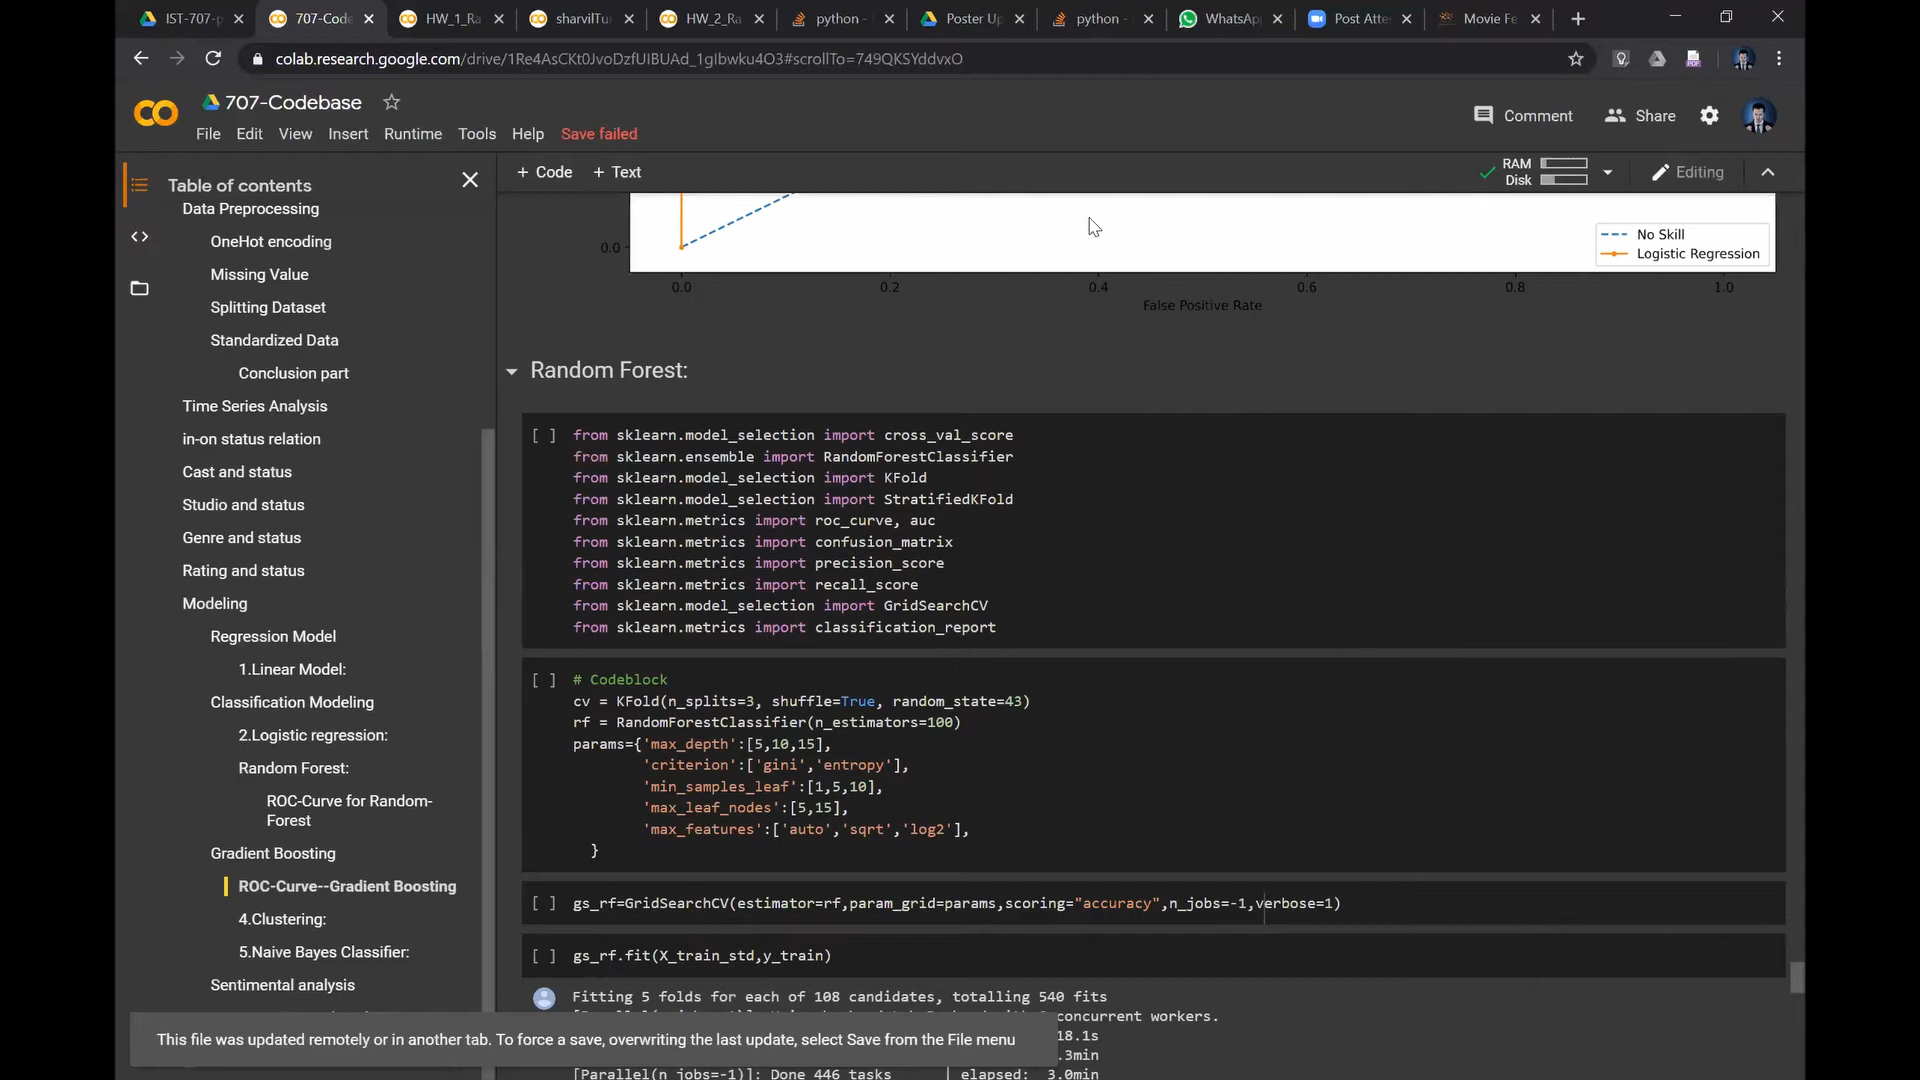 IST-707-p
707-Code
HW_1_Ra
sharvilTu
HW_2_Ra
python -
Poster Up
python -
WhatsApp
Post Atte
Movie Fe
colab.research.google.com/drive/1Re4AsCKt0JvoDzfUIBUAd_1gIbwku4O3#scrollTo=749QKSYddvxO
707-Codebase
File Edit View Insert Runtime Tools Help Save failed
Comment
Share
+ Code + Text
RAM
Disk
Editing
Table of contents
Data Preprocessing
OneHot encoding
Missing Value
Splitting Dataset
Standardized Data
Conclusion part
Time Series Analysis
in-on status relation
Cast and status
Studio and status
Genre and status
Rating and status
Modeling
Regression Model
1.Linear Model:
Classification Modeling
2.Logistic regression:
Random Forest:
ROC-Curve for Random-
Forest
Gradient Boosting
ROC-Curve--Gradient Boosting
4.Clustering:
5.Naive Bayes Classifier:
Sentimental analysis
0.0
No Skill
Logistic Regression
0.0 0.2 0.4 0.6 0.8 1.0
False Positive Rate
Random Forest:
[ ] from sklearn.model_selection import cross_val_score
from sklearn.ensemble import RandomForestClassifier
from sklearn.model_selection import KFold
from sklearn.model_selection import StratifiedKFold
from sklearn.metrics import roc_curve, auc
from sklearn.metrics import confusion_matrix
from sklearn.metrics import precision_score
from sklearn.metrics import recall_score
from sklearn.model_selection import GridSearchCV
from sklearn.metrics import classification_report
[ ] # Codeblock
cv = KFold(n_splits=3, shuffle=True, random_state=43)
rf = RandomForestClassifier(n_estimators=100)
params={'max_depth':[5,10,15],
'criterion':['gini','entropy'],
'min_samples_leaf':[1,5,10],
'max_leaf_nodes':[5,15],
'max_features':['auto','sqrt','log2'],
}
[ ] gs_rf=GridSearchCV(estimator=rf,param_grid=params,scoring="accuracy",n_jobs=-1,verbose=1)
[ ] gs_rf.fit(X_train_std,y_train)
Fitting 5 folds for each of 108 candidates, totalling 540 fits
concurrent workers.
18.1s
.3min
[Parallel(n_jobs=-1)]: Done 446 tasks | elapsed: 3.0min
This file was updated remotely or in another tab. To force a save, overwriting the last update, select Save from the File menu